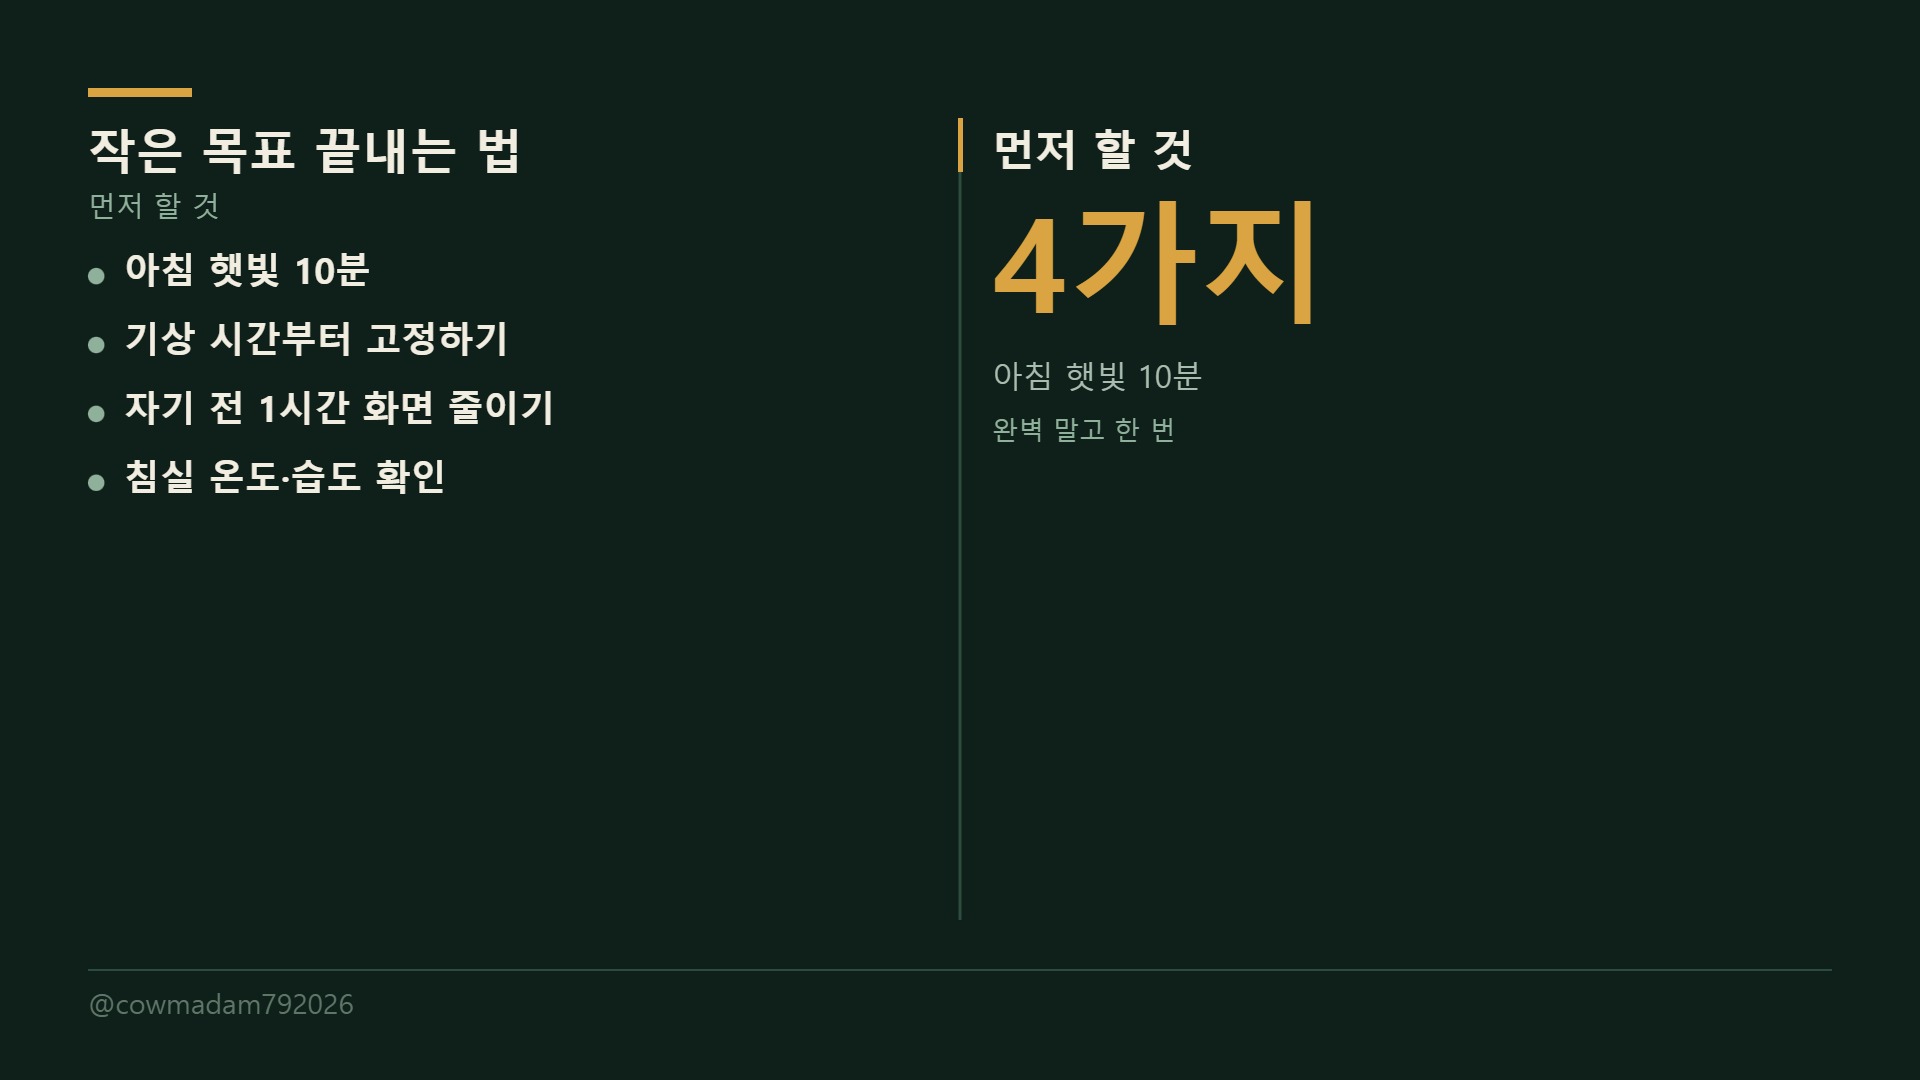 작은 목표 끝내는 법
먼저 할 것
아침 햇빛 10분
기상 시간부터 고정하기
자기 전 1시간 화면 줄이기
침실 온도·습도 확인
먼저 할 것
4가지
아침 햇빛 10분
완벽 말고 한 번
@cowmadam792026